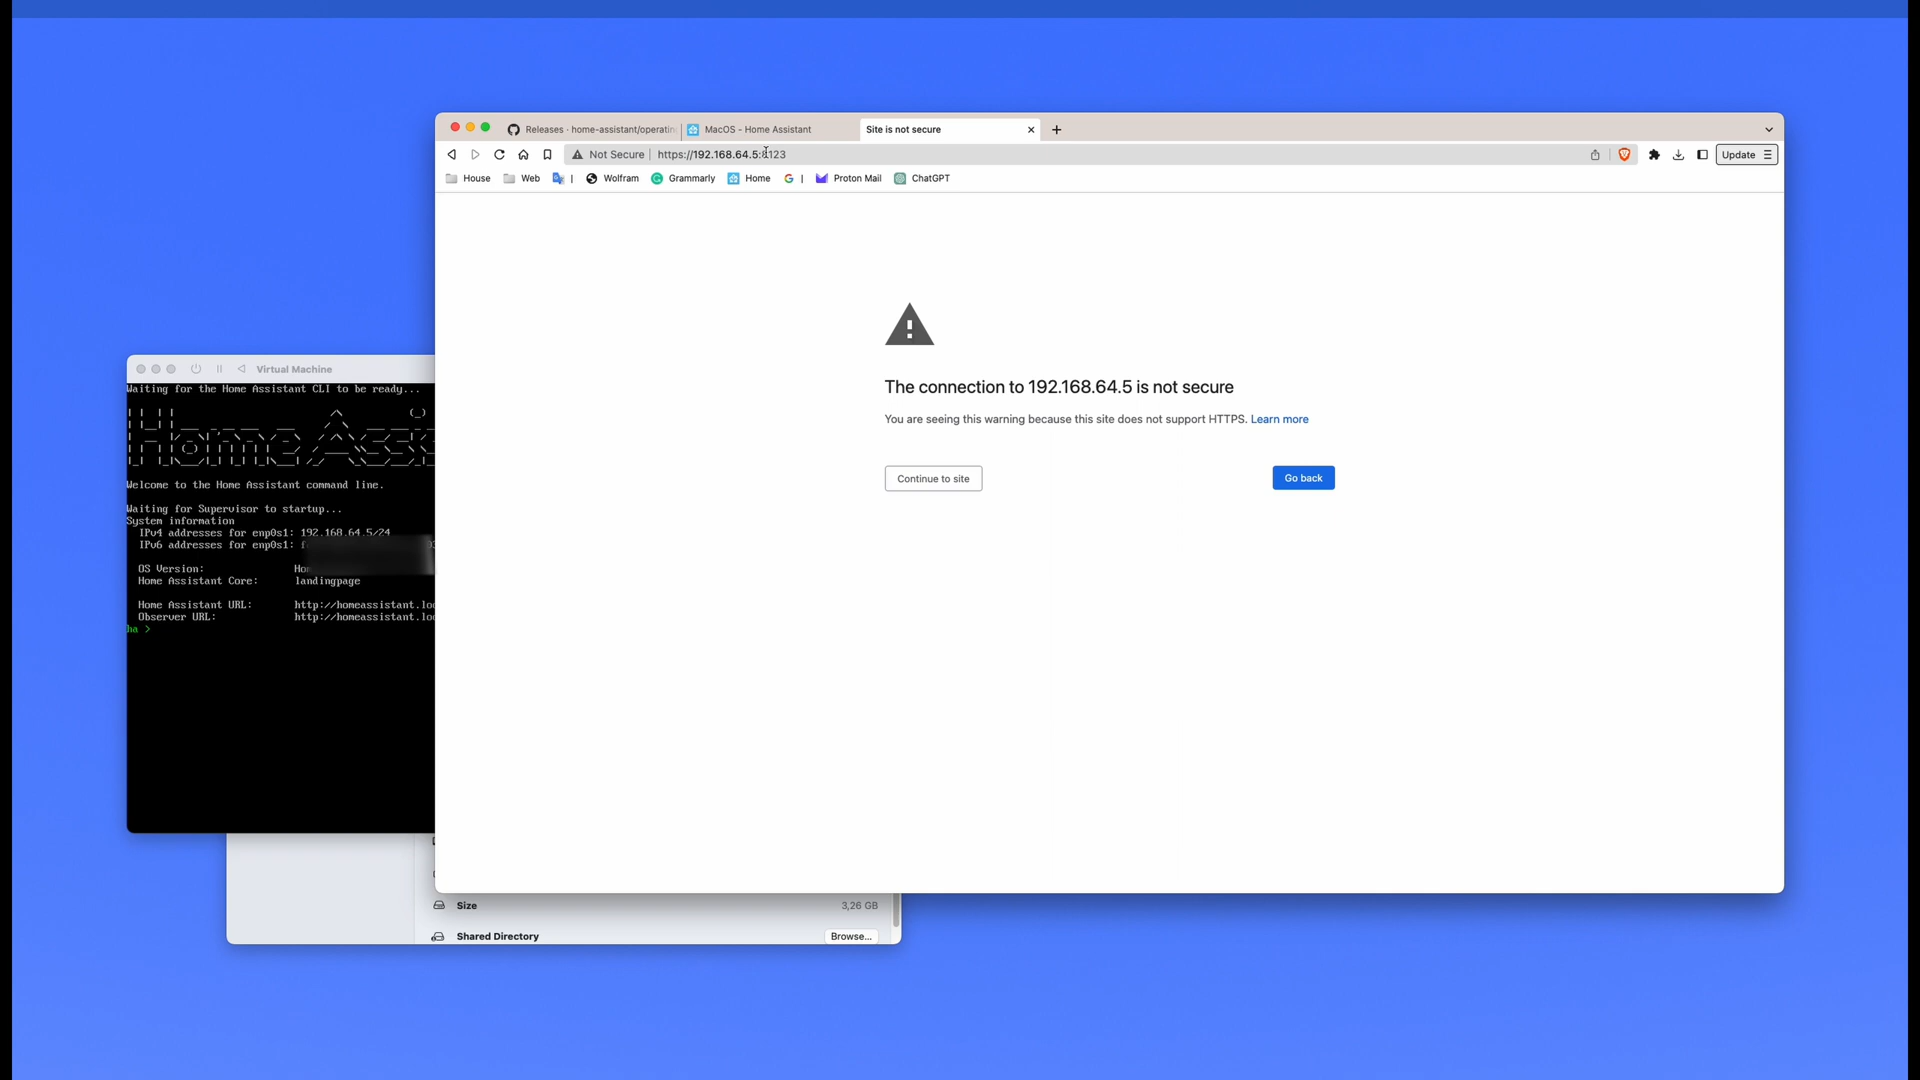 Releases · home-assistant/operatin
MacOS - Home Assistant
Site is not secure
Not Secure
https://192.168.64.5:8123
Update
House
Web
Wolfram
Grammarly
Home
Proton Mail
ChatGPT
The connection to 192.168.64.5 is not secure
You are seeing this warning because this site does not support HTTPS. Learn more
Continue to site
Go back
Virtual Machine
Waiting for the Home Assistant CLI to be ready...
Home Assi
Welcome to the Home Assistant command line.
Waiting for Supervisor to startup...
System information
IPv4 addresses for enp0s1: 192.168.64.5/24
IPv6 addresses for enp0s1: f
OS Version: Ho
Home Assistant Core: landingpage
Home Assistant URL: http://homeassistant.loc
Observer URL: http://homeassistant.loc
ha >
Size
3,26 GB
Shared Directory
Browse...